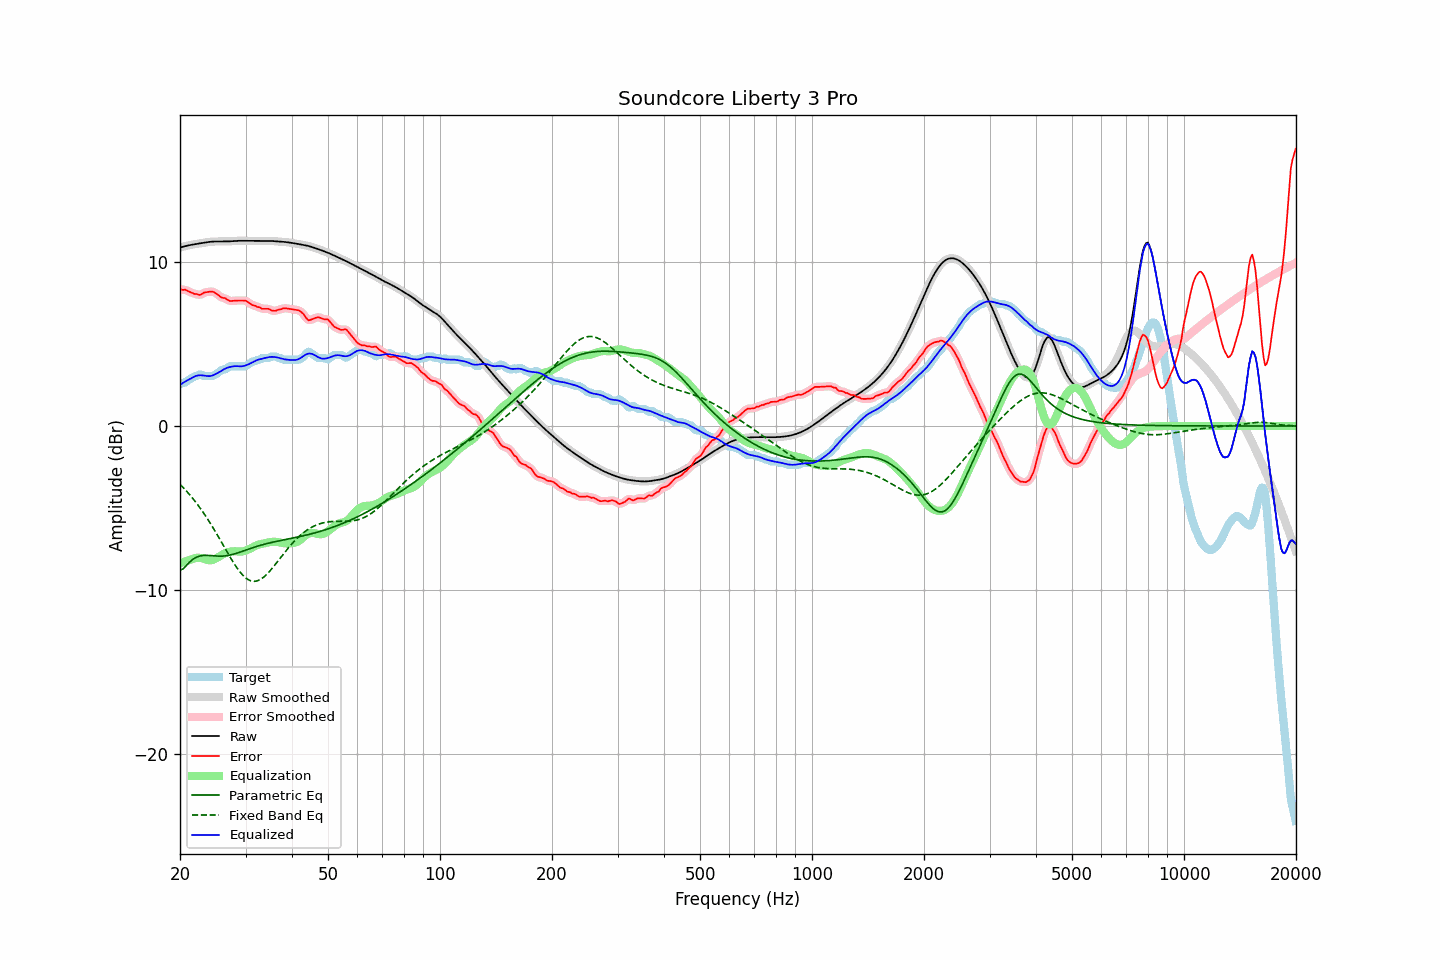 Soundcore Liberty 3 Pro
Amplitude (dBr)
10
0
−10
−20
Target
Raw Smoothed
Error Smoothed
Raw
Error
Equalization
Parametric Eq
Fixed Band Eq
Equalized
20 50 100 200 500 1000 2000 5000 10000 20000
Frequency (Hz)